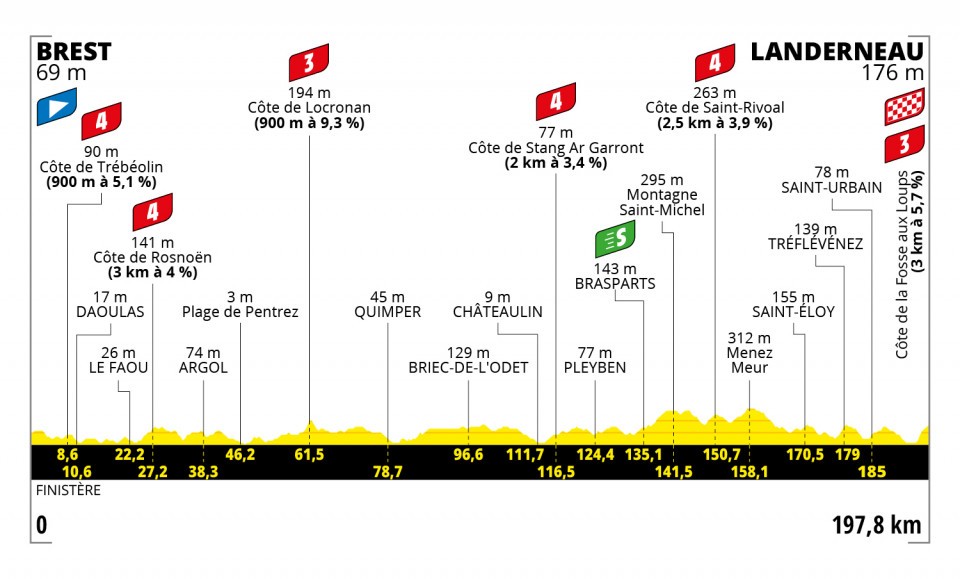 BREST
69 m
LANDERNEAU
176 m
4
90 m
Côte de Trébéolin
(900 m à 5,1 %)
4
141 m
Côte de Rosnoën
(3 km à 4 %)
3
194 m
Côte de Locronan
(900 m à 9,3 %)
4
77 m
Côte de Stang Ar Garront
(2 km à 3,4 %)
4
263 m
Côte de Saint-Rivoal
(2,5 km à 3,9 %)
3
Côte de la Fosse aux Loups
(3 km à 5,7 %)
295 m
Montagne
Saint-Michel
S
143 m
BRASPARTS
78 m
SAINT-URBAIN
139 m
TRÉFLÉVÉNEZ
17 m
DAOULAS
3 m
Plage de Pentrez
45 m
QUIMPER
9 m
CHÂTEAULIN
155 m
SAINT-ÉLOY
26 m
LE FAOU
74 m
ARGOL
129 m
BRIEC-DE-L'ODET
77 m
PLEYBEN
312 m
Menez
Meur
8,6 22,2 46,2 61,5 96,6 111,7 124,4 135,1 150,7 170,5 179
10,6 27,2 38,3 78,7 116,5 141,5 158,1 185
FINISTÈRE
0
197,8 km